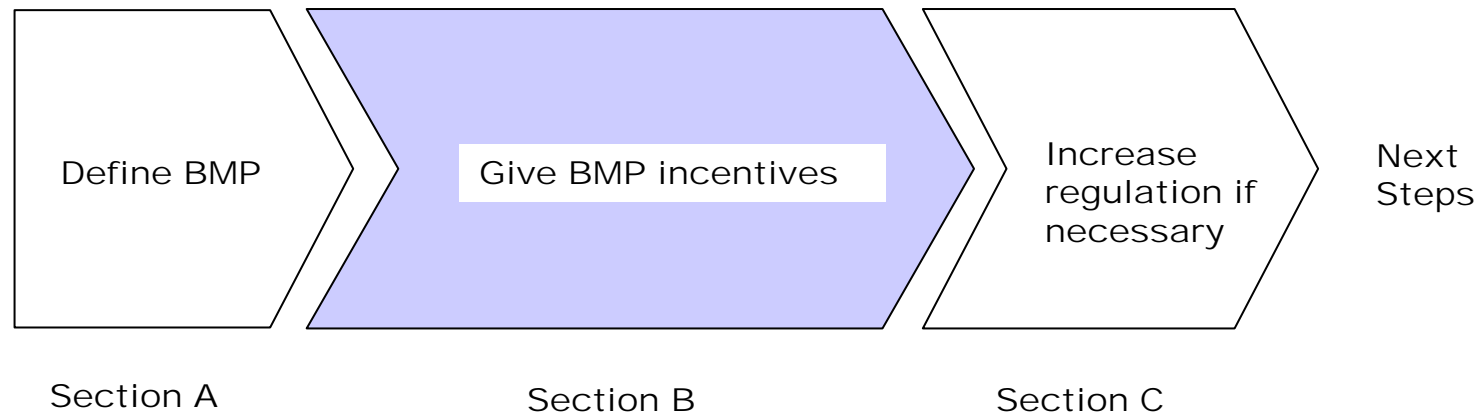 Define BMP
Give BMP incentives
Increase
regulation if
necessary
Next
Steps
Section A
Section B
Section C